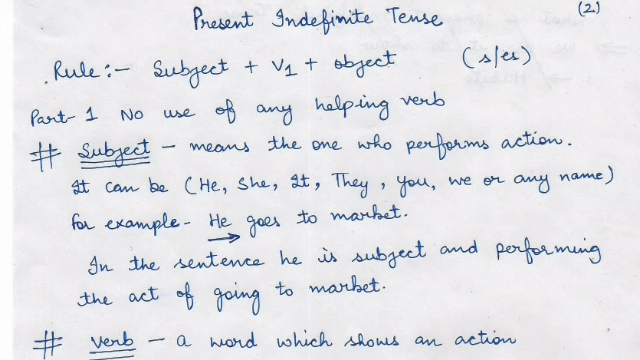 (2)
Present Indefinite Tense
Rule:- Subject + V1 + object (s/es)
Part-1 No use of any helping verb
# Subject - means the one who performs action.
It can be (He, She, It, They, You, we or any name)
for example - He goes to market.
In the sentence he is subject and performing
the act of going to market.
# verb - a word which shows an action